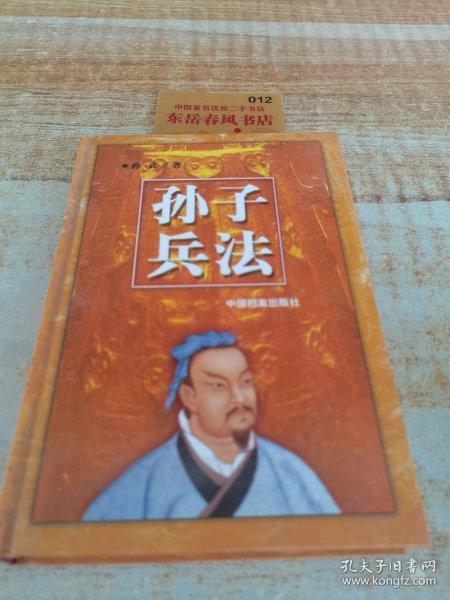 012
中国著名优质二手书店
东岳春风书店
孙 武 著
孙子
兵法
中国档案出版社
孔夫子旧书网
www.kongfz.com